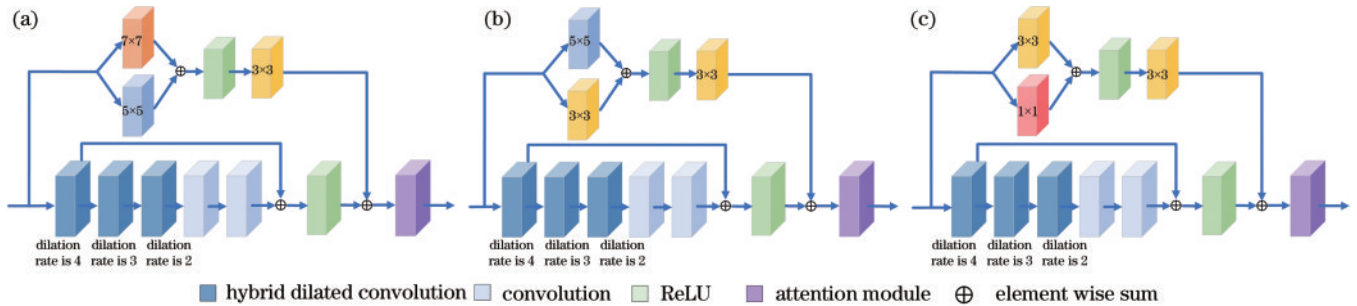 (a)
7×7
5×5
3×3
dilation
rate is 4
dilation
rate is 3
dilation
rate is 2
(b)
5×5
3×3
3×3
dilation
rate is 4
dilation
rate is 3
dilation
rate is 2
(c)
3×3
1×1
3×3
dilation
rate is 4
dilation
rate is 3
dilation
rate is 2
hybrid dilated convolution
convolution
ReLU
attention module
element wise sum